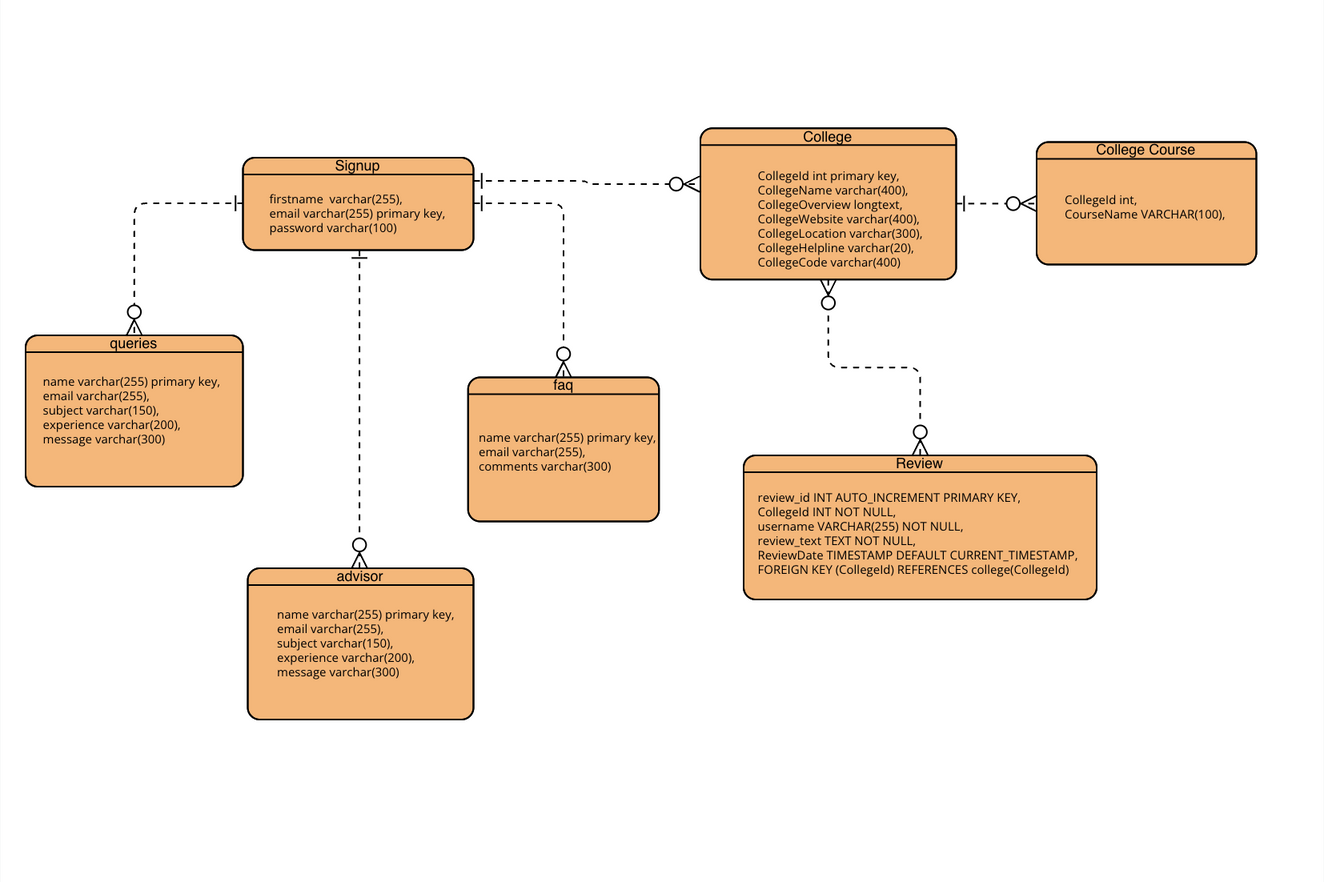 Signup
firstname  varchar(255),
email varchar(255) primary key,
password varchar(100)
College
CollegeId int primary key,
CollegeName varchar(400),
CollegeOverview longtext,
CollegeWebsite varchar(400),
CollegeLocation varchar(300),
CollegeHelpline varchar(20),
CollegeCode varchar(400)
College Course
CollegeId int,
CourseName VARCHAR(100),
queries
name varchar(255) primary key,
email varchar(255),
subject varchar(150),
experience varchar(200),
message varchar(300)
faq
name varchar(255) primary key,
email varchar(255),
comments varchar(300)
Review
review_id INT AUTO_INCREMENT PRIMARY KEY,
CollegeId INT NOT NULL,
username VARCHAR(255) NOT NULL,
review_text TEXT NOT NULL,
ReviewDate TIMESTAMP DEFAULT CURRENT_TIMESTAMP,
FOREIGN KEY (CollegeId) REFERENCES college(CollegeId)
advisor
name varchar(255) primary key,
email varchar(255),
subject varchar(150),
experience varchar(200),
message varchar(300)